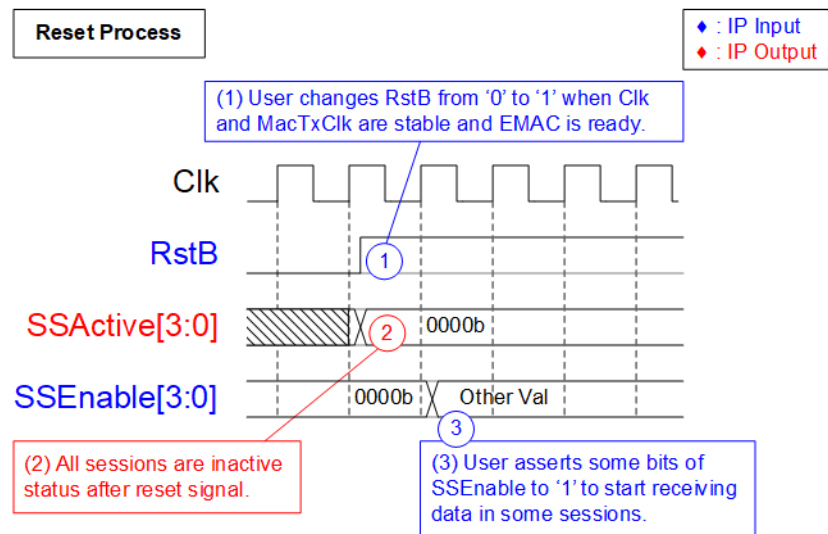 Reset Process
♦ : IP Input
♦ : IP Output
(1) User changes RstB from ‘0’ to ‘1’ when Clk
and MacTxClk are stable and EMAC is ready.
Clk
RstB
1
SSActive[3:0]
2
0000b
SSEnable[3:0]
0000b
Other Val
3
(2) All sessions are inactive
status after reset signal.
(3) User asserts some bits of
SSEnable to ‘1’ to start receiving
data in some sessions.